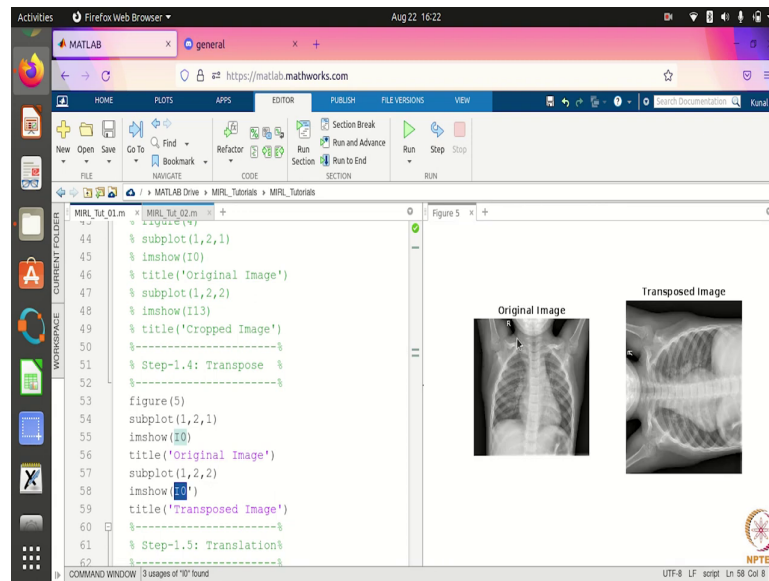 Activities Firefox Web Browser Aug 22 16:22
MATLAB × general × +
https://matlab.mathworks.com
HOME PLOTS APPS EDITOR PUBLISH FILE VERSIONS VIEW Search Documentation Kunal
New Open Save Go To Find Bookmark Refactor Run Section Section Break Run and Advance Run to End Run Step Stop
FILE NAVIGATE CODE SECTION RUN
/ > MATLAB Drive > MIRL_Tutorials > MIRL_Tutorials
CURRENT FOLDER
WORKSPACE
MIRL_Tut_01.m × MIRL_Tut_02.m × +
Figure 5 × +
43 % figure(4)
44 % subplot(1,2,1)
45 % imshow(I0)
46 % title('Original Image')
47 % subplot(1,2,2)
48 % imshow(I13)
49 % title('Cropped Image')
50 %---------------------%
51 % Step-1.4: Transpose %
52 %---------------------%
53 figure(5)
54 subplot(1,2,1)
55 imshow(I0)
56 title('Original Image')
57 subplot(1,2,2)
58 imshow(I0')
59 title('Transposed Image')
60 %---------------------%
61 % Step-1.5: Translation%
62
Original Image
R
Transposed Image
COMMAND WINDOW 3 usages of "I0" found
UTF-8 LF script Ln 58 Col 8
NPTE